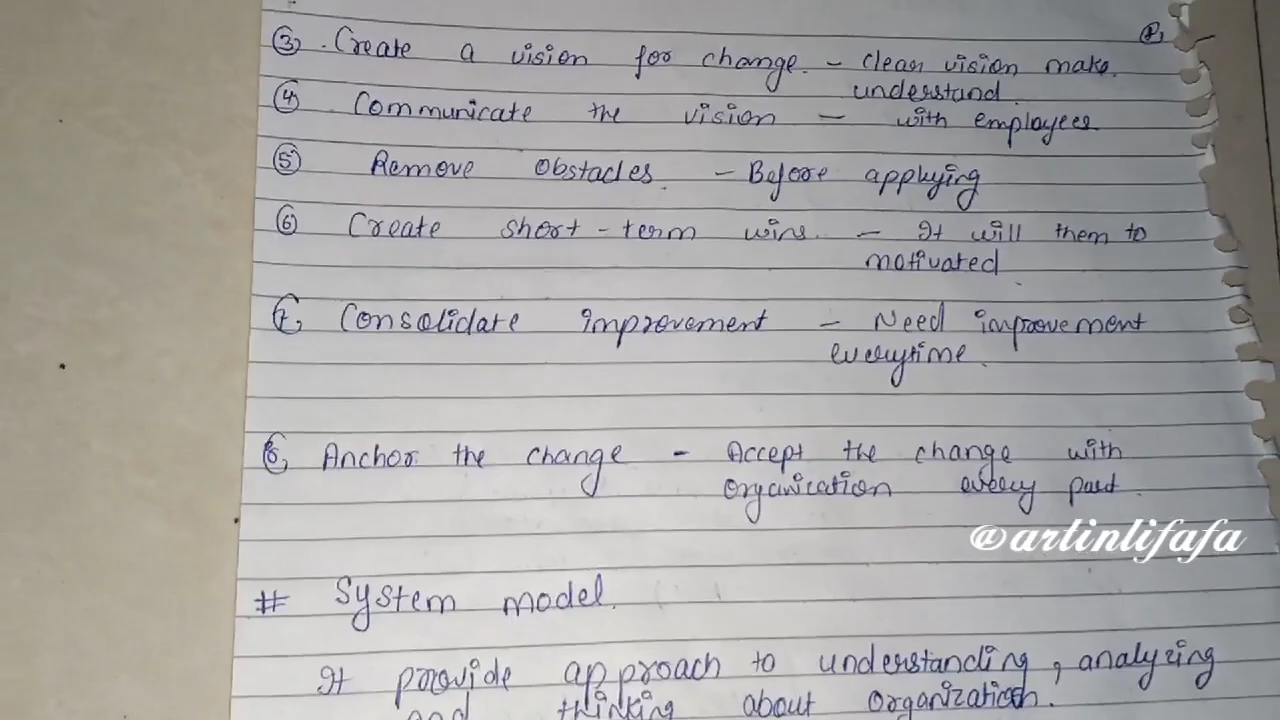 ③ Create a vision for change. - clear vision make
understand.
④ Communicate the vision - with employees
⑤ Remove Obstacles. - Before applying
⑥ Create short-term wins. - It will them to
motivated
⑦ Consolidate improvement - Need improvement
everytime.
⑧ Anchor the change - Accept the change with
organization every part.
@artinlifafa
# System model.
It provide approach to understanding, analyzing
and thinking about organization.